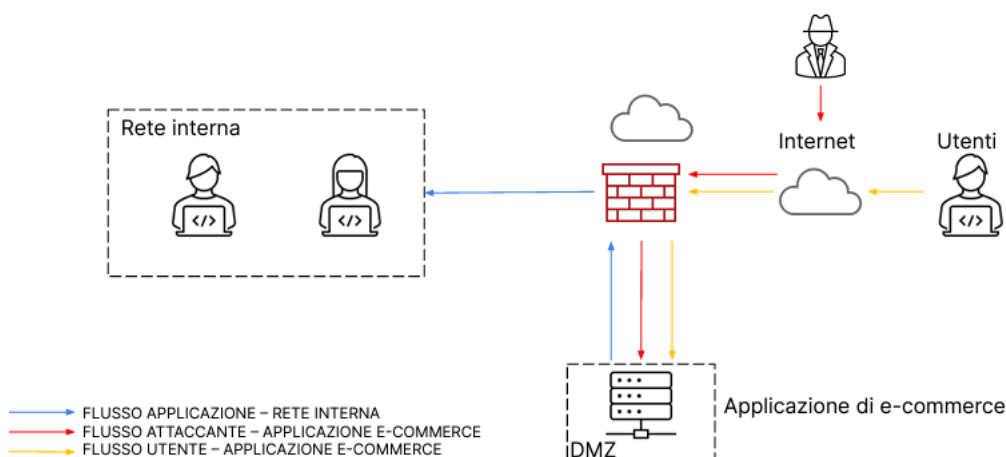 Rete interna
Internet
Utenti
</>
</>
</>
Applicazione di e-commerce
DMZ
FLUSSO APPLICAZIONE – RETE INTERNA
FLUSSO ATTACCANTE – APPLICAZIONE E-COMMERCE
FLUSSO UTENTE – APPLICAZIONE E-COMMERCE